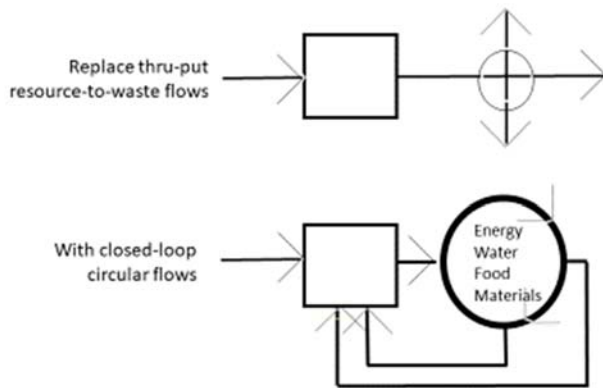 Replace thru-put
resource-to-waste flows
With closed-loop
circular flows
Energy
Water
Food
Materials